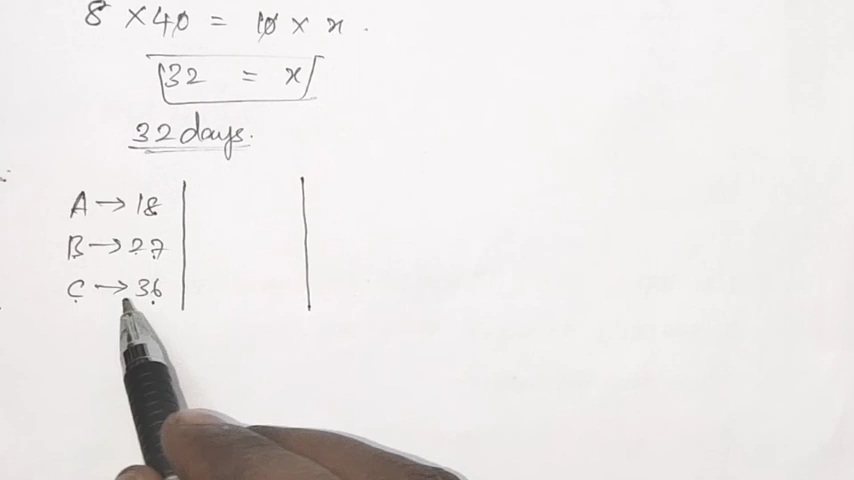 8 × 40 = 10 × x .
32 = x
32 days.
A → 18
B → 27
C → 36